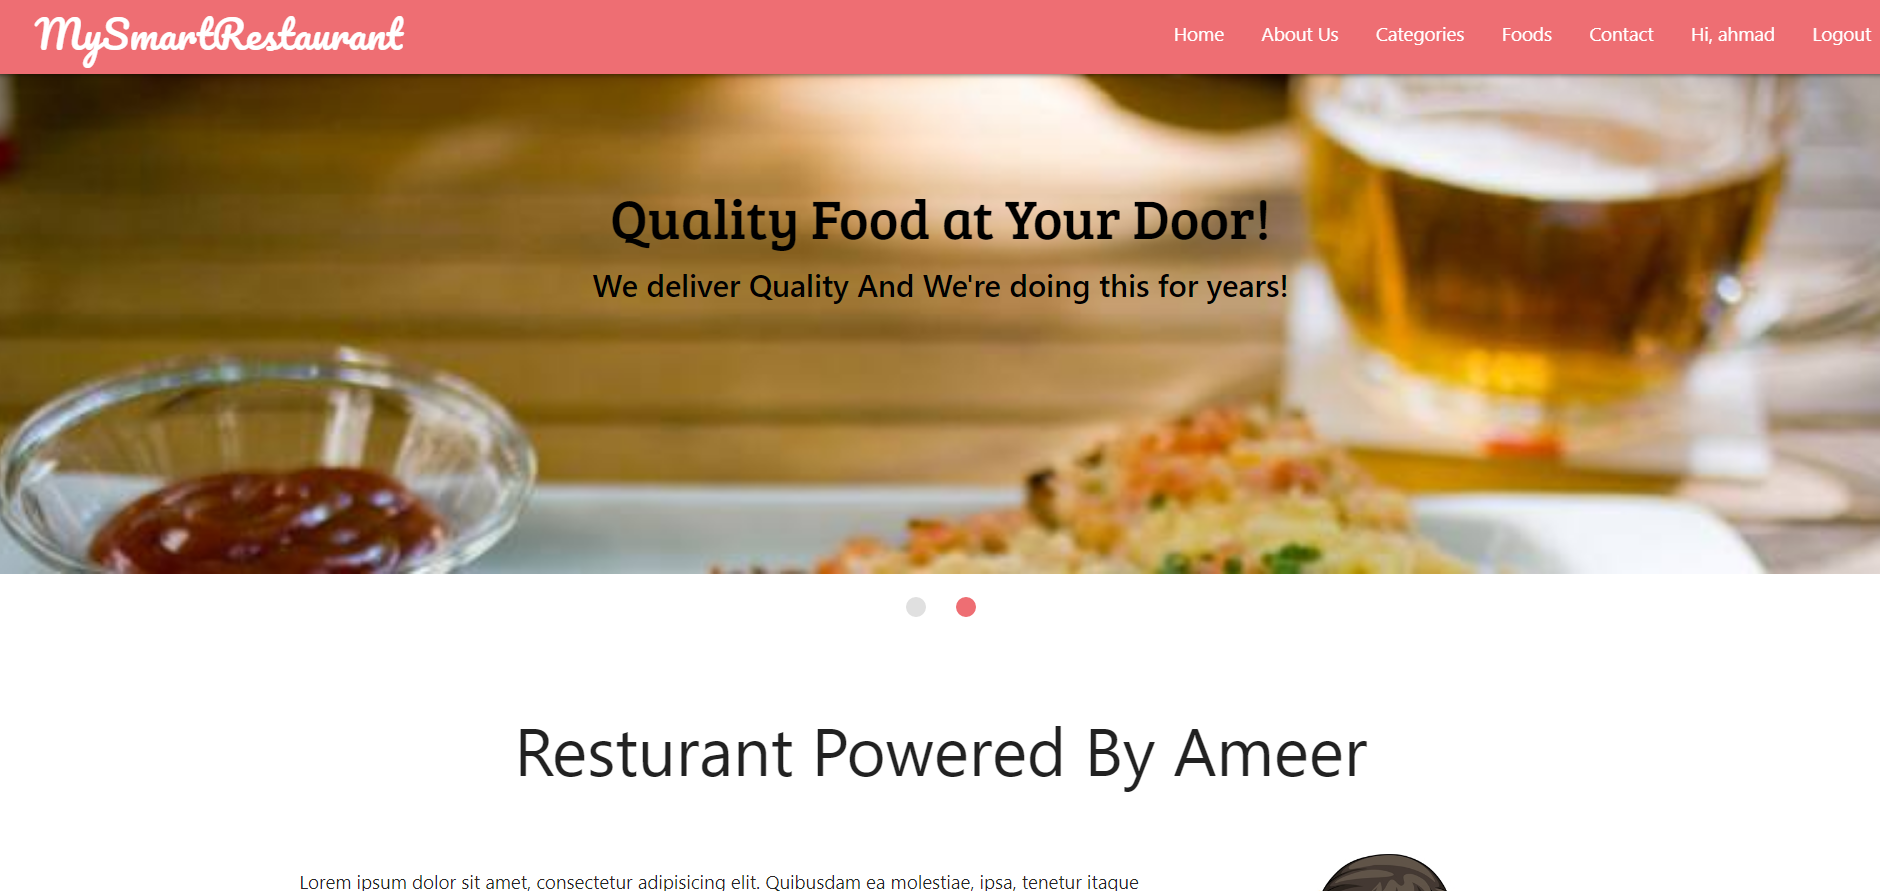 MySmartRestaurant
Home About Us Categories Foods Contact Hi, ahmad Logout
Quality Food at Your Door!
We deliver Quality And We're doing this for years!
Resturant Powered By Ameer
Lorem ipsum dolor sit amet, consectetur adipisicing elit. Quibusdam ea molestiae, ipsa, tenetur itaque